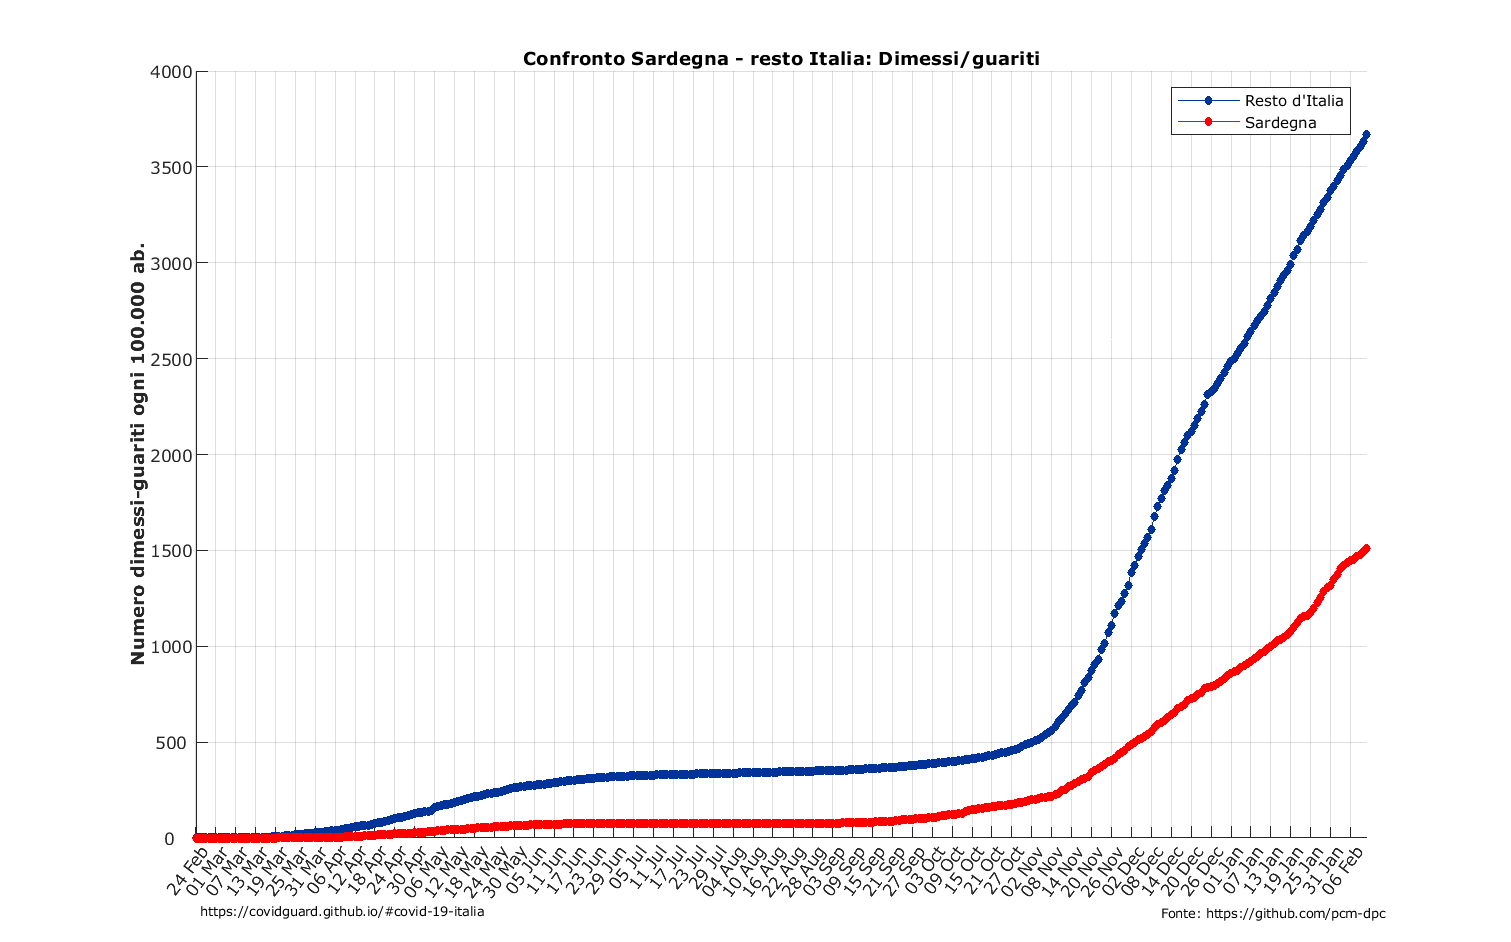 Confronto Sardegna - resto Italia: Dimessi/guariti
Resto d'Italia
Sardegna
Numero dimessi-guariti ogni 100.000 ab.
4000
3500
3000
2500
2000
1500
1000
500
0
24 Feb
01 Mar
07 Mar
13 Mar
19 Mar
25 Mar
31 Mar
06 Apr
12 Apr
18 Apr
24 Apr
30 Apr
06 May
12 May
18 May
24 May
30 May
05 Jun
11 Jun
17 Jun
23 Jun
29 Jun
05 Jul
11 Jul
17 Jul
23 Jul
29 Jul
04 Aug
10 Aug
16 Aug
22 Aug
28 Aug
03 Sep
09 Sep
15 Sep
21 Sep
27 Sep
03 Oct
09 Oct
15 Oct
21 Oct
27 Oct
02 Nov
08 Nov
14 Nov
20 Nov
26 Nov
02 Dec
08 Dec
14 Dec
20 Dec
26 Dec
01 Jan
07 Jan
13 Jan
19 Jan
25 Jan
31 Jan
06 Feb
https://covidguard.github.io/#covid-19-italia
Fonte: https://github.com/pcm-dpc